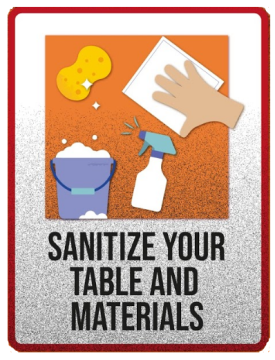 SANITIZE YOUR
TABLE AND
MATERIALS